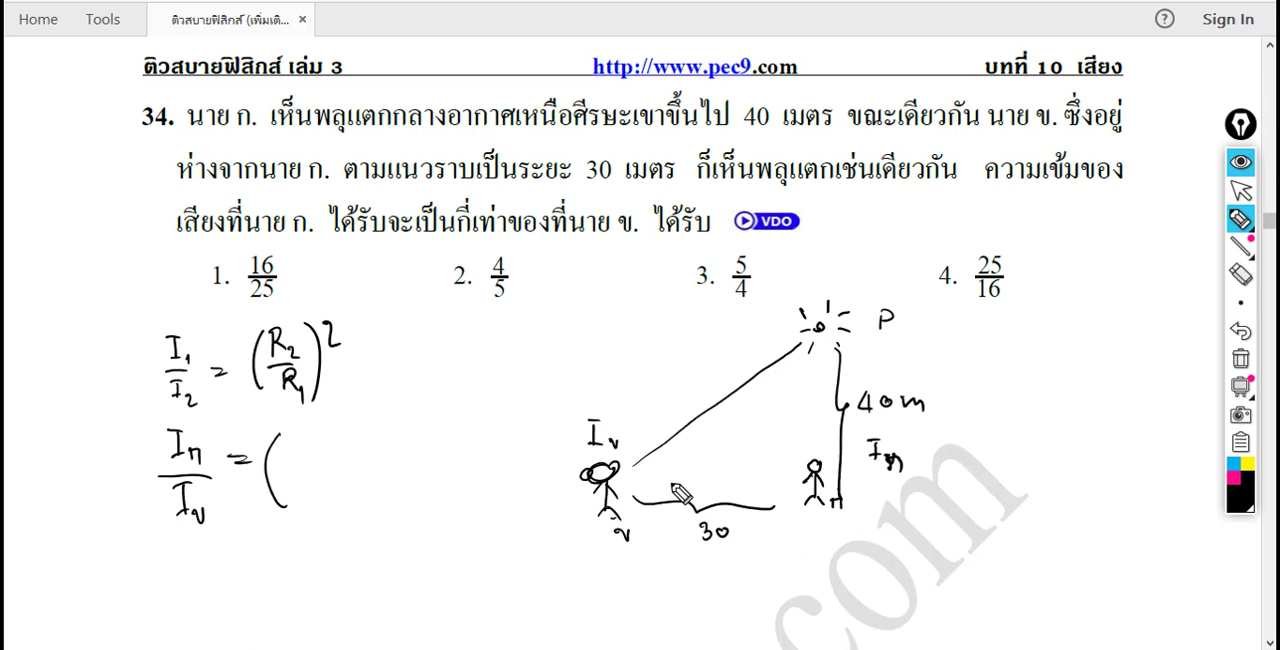 Home Tools ติวสบายฟิสิกส์ (เพิ่มเติ... × ? Sign In
ติวสบายฟิสิกส์ เล่ม 3 http://www.pec9.com บทที่ 10 เสียง
34. นาย ก. เห็นพลุแตกกลางอากาศเหนือศีรษะเขาขึ้นไป 40 เมตร ขณะเดียวกัน นาย ข. ซึ่งอยู่
ห่างจากนาย ก. ตามแนวราบเป็นระยะ 30 เมตร ก็เห็นพลุแตกเช่นเดียวกัน ความเข้มของ
เสียงที่นาย ก. ได้รับจะเป็นกี่เท่าของที่นาย ข. ได้รับ VDO
1. 16/25 2. 4/5 3. 5/4 4. 25/16
P
I₁/I₂ = (R₂/R₁)²
40 m
Iก/Iข = (
Iข
Iก
ก
ข
30
com